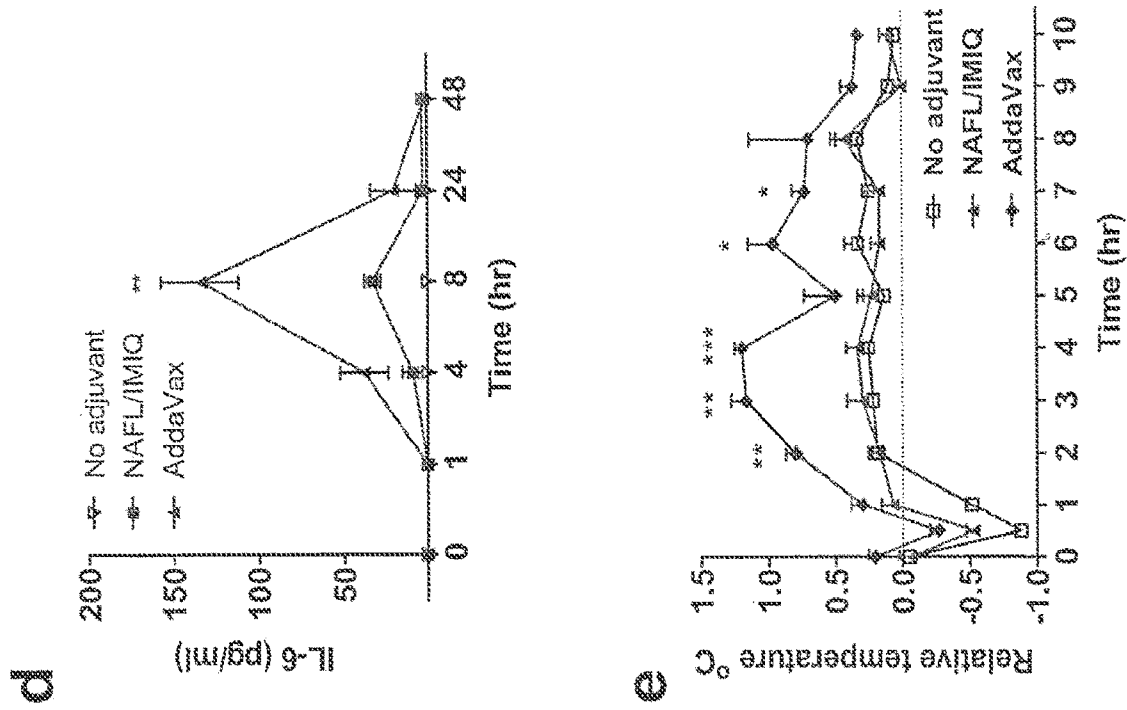 d
200
150
100
50
IL-6 (pg/ml)
No adjuvant
NAFL/IMIQ
AddaVax
**
0
1
4
8
24
48
Time (hr)
e
1.5
1.0
0.5
0.0
-0.5
-1.0
Relative temperature °C
**
**
***
*
*
0
1
2
3
4
5
6
7
8
9
10
Time (hr)
No adjuvant
NAFL/IMIQ
AddaVax